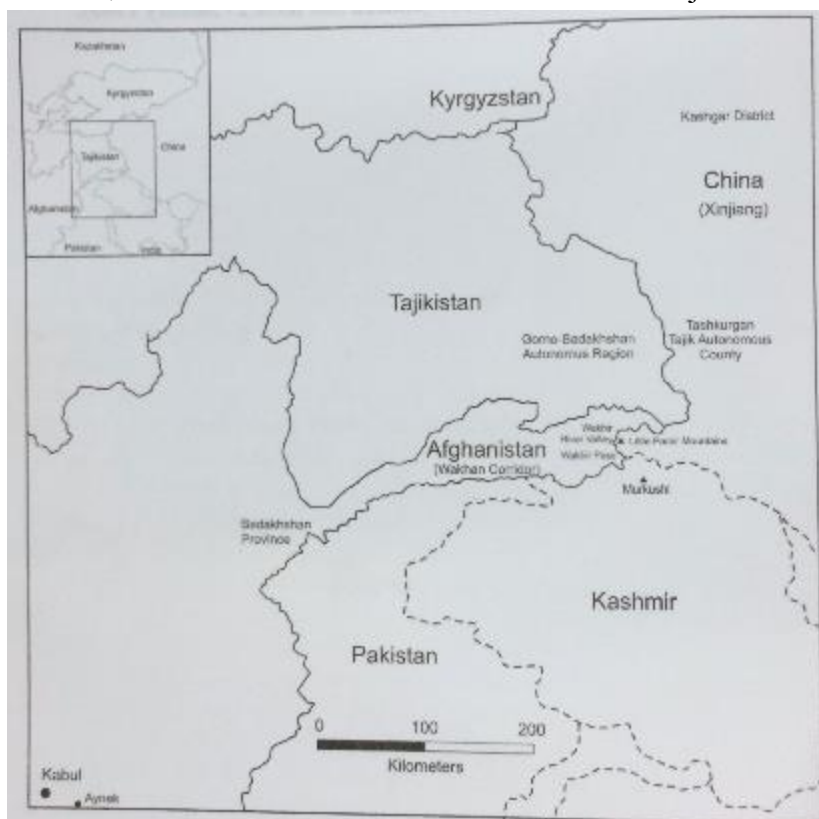 Kazakhstan
Kyrgyzstan
Tajikistan
China
Afghanistan
Pakistan
India
Kyrgyzstan
Kashgar District
China
(Xinjiang)
Tajikistan
Gorno-Badakhshan
Autonomus Region
Tashkurgan
Tajik Autonomous
County
Afghanistan
(Wakhan Corridor)
Wakhir
River Valley
Little Pamir Mountains
Wakhir Pass
Murkushi
Badakhshan
Province
Kashmir
Pakistan
0 100 200
Kilometers
Kabul
Aynak